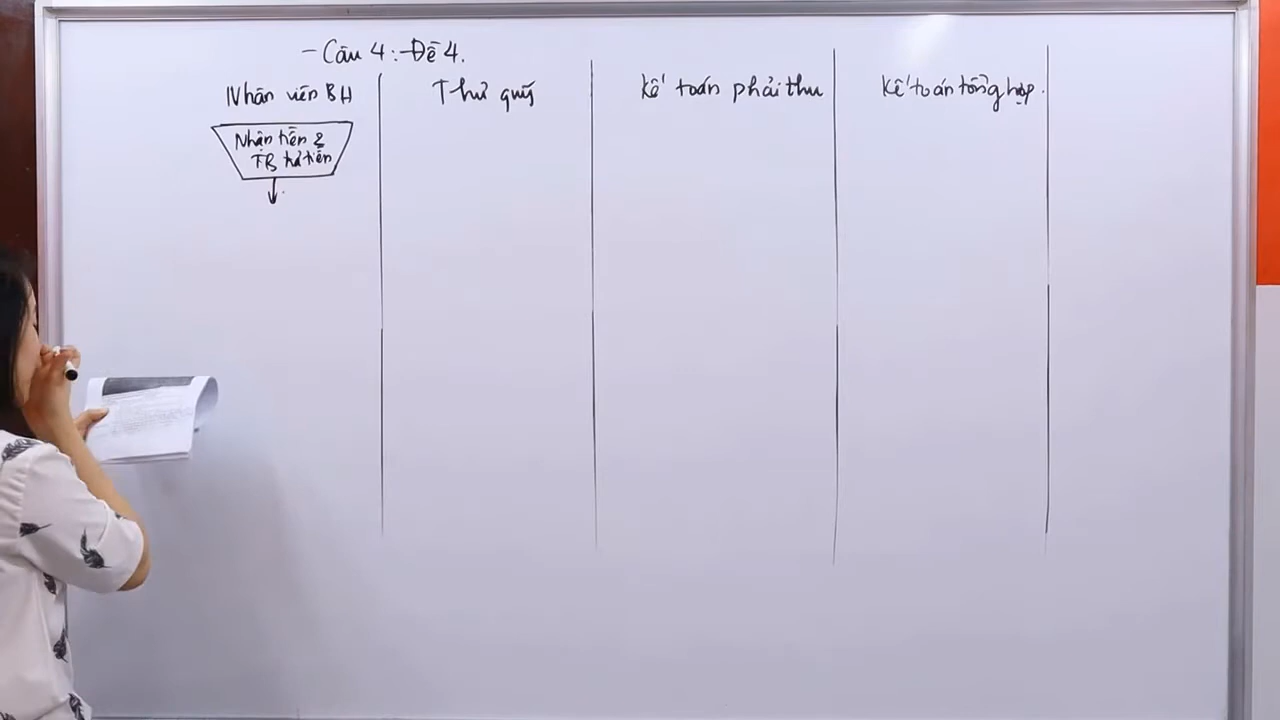 - Câu 4: Đề 4.
Nhân viên BH
Thủ quỹ
Kế toán phải thu
Kế toán tổng hợp.
Nhận tiền &
TB trả tiền